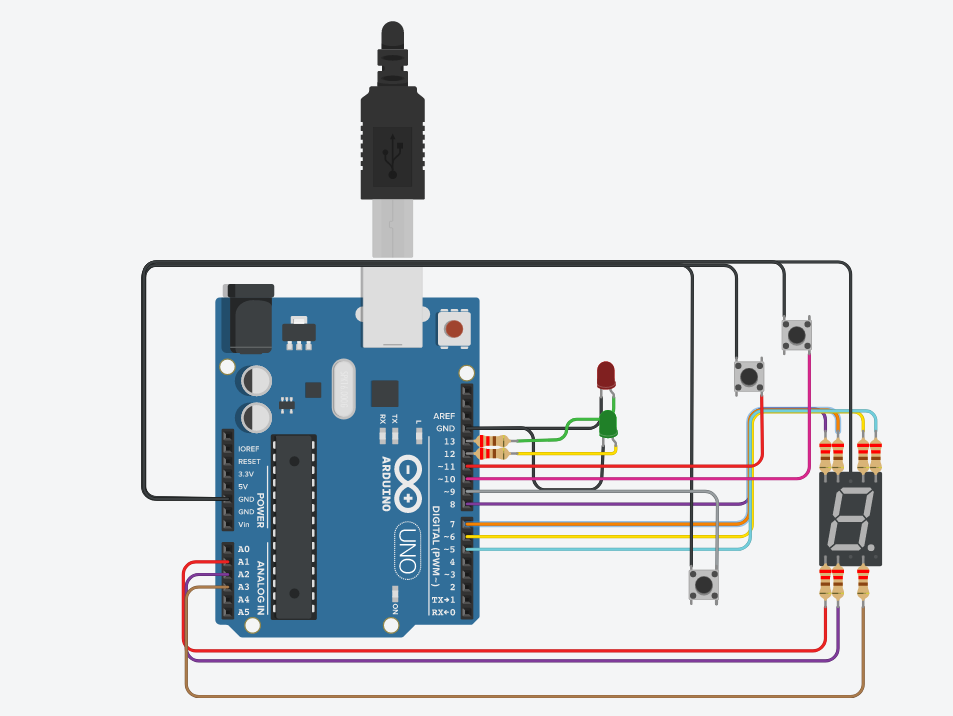 AREF
GND
RX
TX
L
13
12
~11
~10
~9
8
7
~6
~5
4
~3
2
TX→1
RX←0
DIGITAL (PWM~)
ARDUINO
UNO
ON
IOREF
RESET
3.3V
5V
GND
GND
Vin
POWER
A0
A1
A2
A3
A4
A5
ANALOG IN